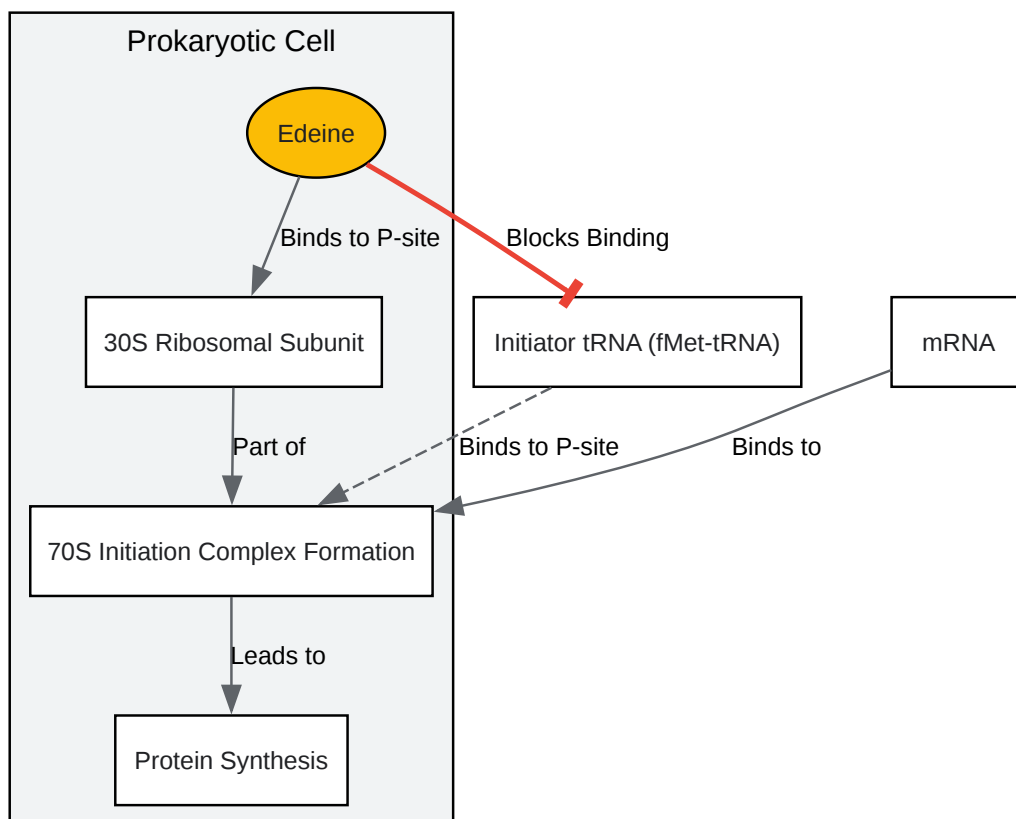 Prokaryotic Cell
Edeine
Binds to P-site
Blocks Binding
30S Ribosomal Subunit
Initiator tRNA (fMet-tRNA)
mRNA
Part of
Binds to P-site
Binds to
70S Initiation Complex Formation
Leads to
Protein Synthesis